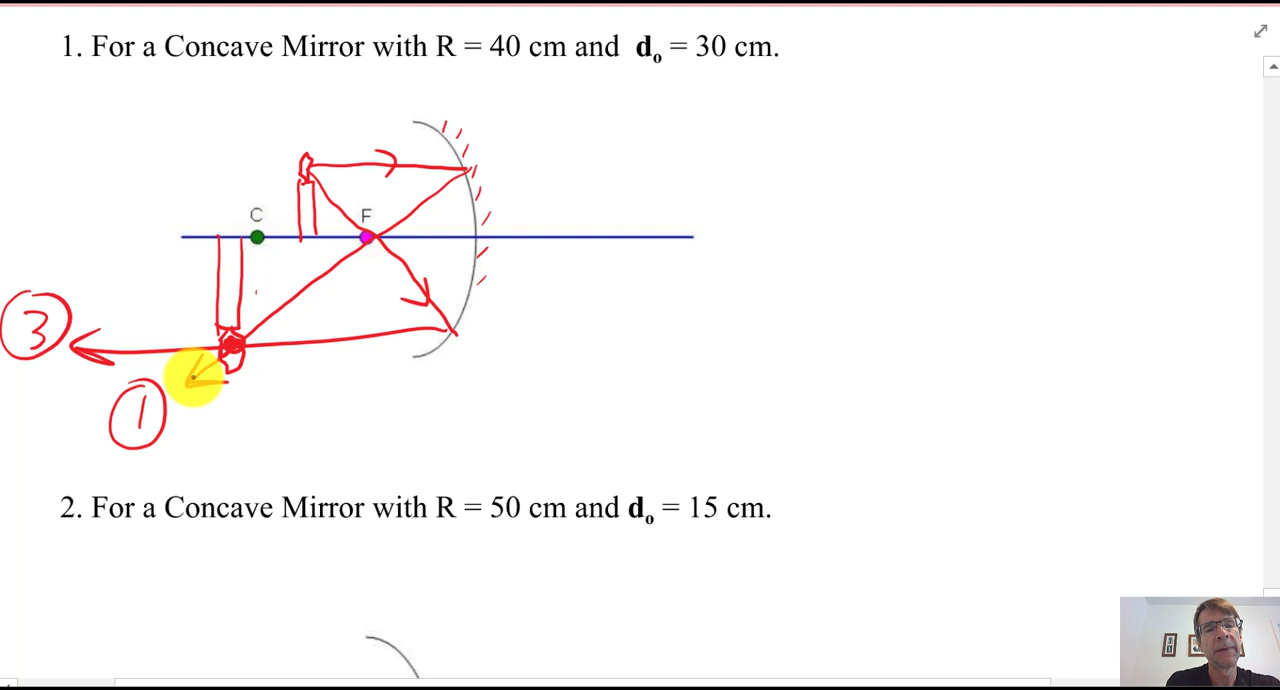 1. For a Concave Mirror with R = 40 cm and dₒ = 30 cm.
C
F
3
1
2. For a Concave Mirror with R = 50 cm and dₒ = 15 cm.